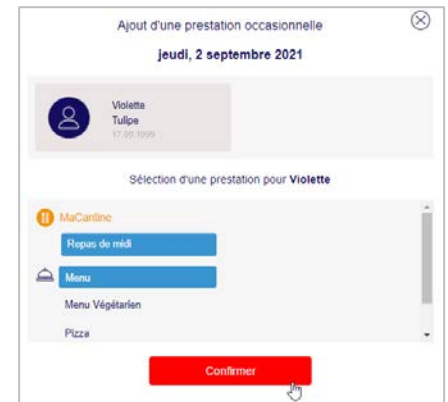 Ajout d'une prestation occasionnelle
jeudi, 2 septembre 2021
Violette
Tulipe
Sélection d'une prestation pour Violette
MaCantine
Repas de midi
Menu
Menu Végétarien
Pizza
Confirmer